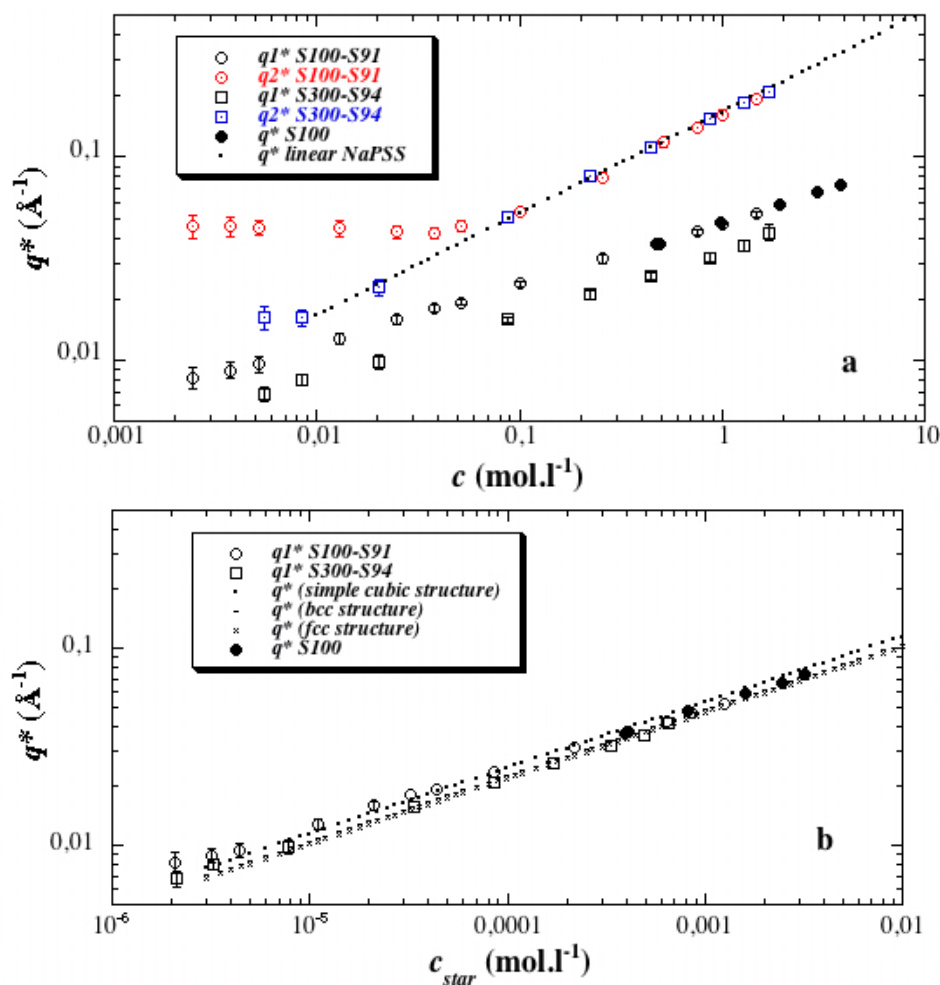 q1* S100-S91
q2* S100-S91
q1* S300-S94
q2* S300-S94
q* S100
q* linear NaPSS
q* (Å⁻¹)
0,1
0,01
a
0,001
0,01
0,1
1
10
c (mol.l⁻¹)
q1* S100-S91
q1* S300-S94
q* (simple cubic structure)
q* (bcc structure)
q* (fcc structure)
q* S100
q* (Å⁻¹)
0,1
0,01
b
10⁻⁶
10⁻⁵
0,0001
0,001
0,01
c_star (mol.l⁻¹)